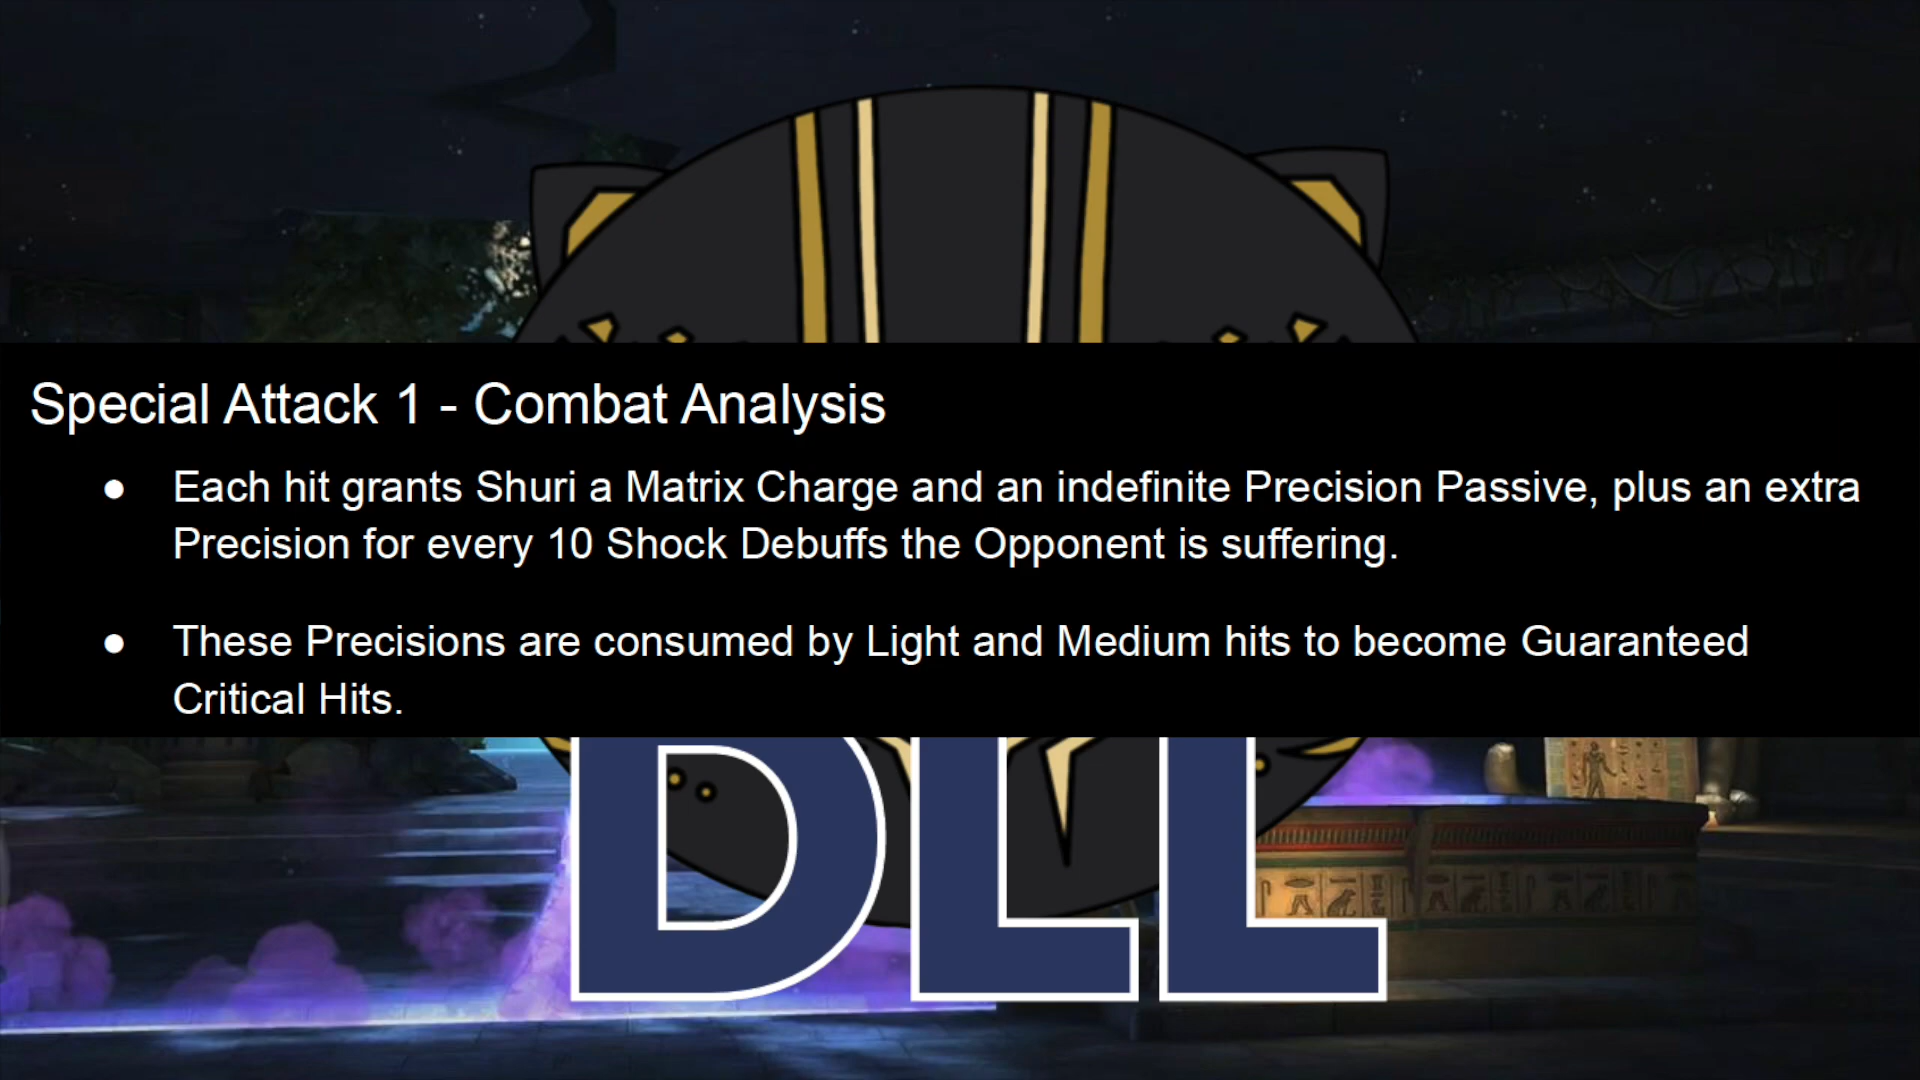 Special Attack 1 - Combat Analysis
● Each hit grants Shuri a Matrix Charge and an indefinite Precision Passive, plus an extra
Precision for every 10 Shock Debuffs the Opponent is suffering.
● These Precisions are consumed by Light and Medium hits to become Guaranteed
Critical Hits.
DLL